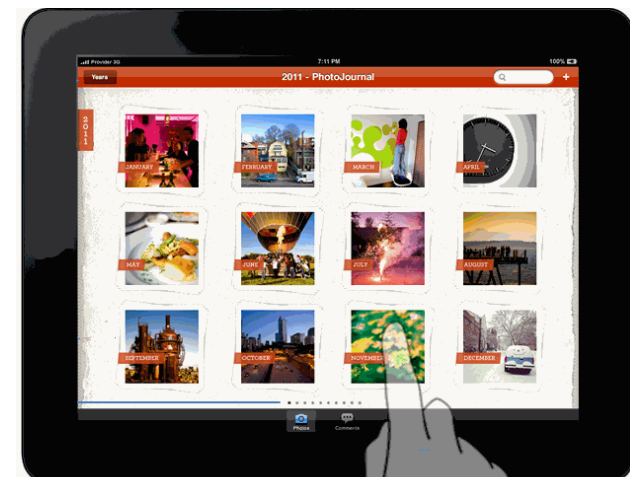 Provider 3G 7:11 PM 100%
Years 2011 - PhotoJournal +
2011
JANUARY FEBRUARY MARCH APRIL
MAY JUNE JULY AUGUST
SEPTEMBER OCTOBER NOVEMBER DECEMBER
Photos Comments